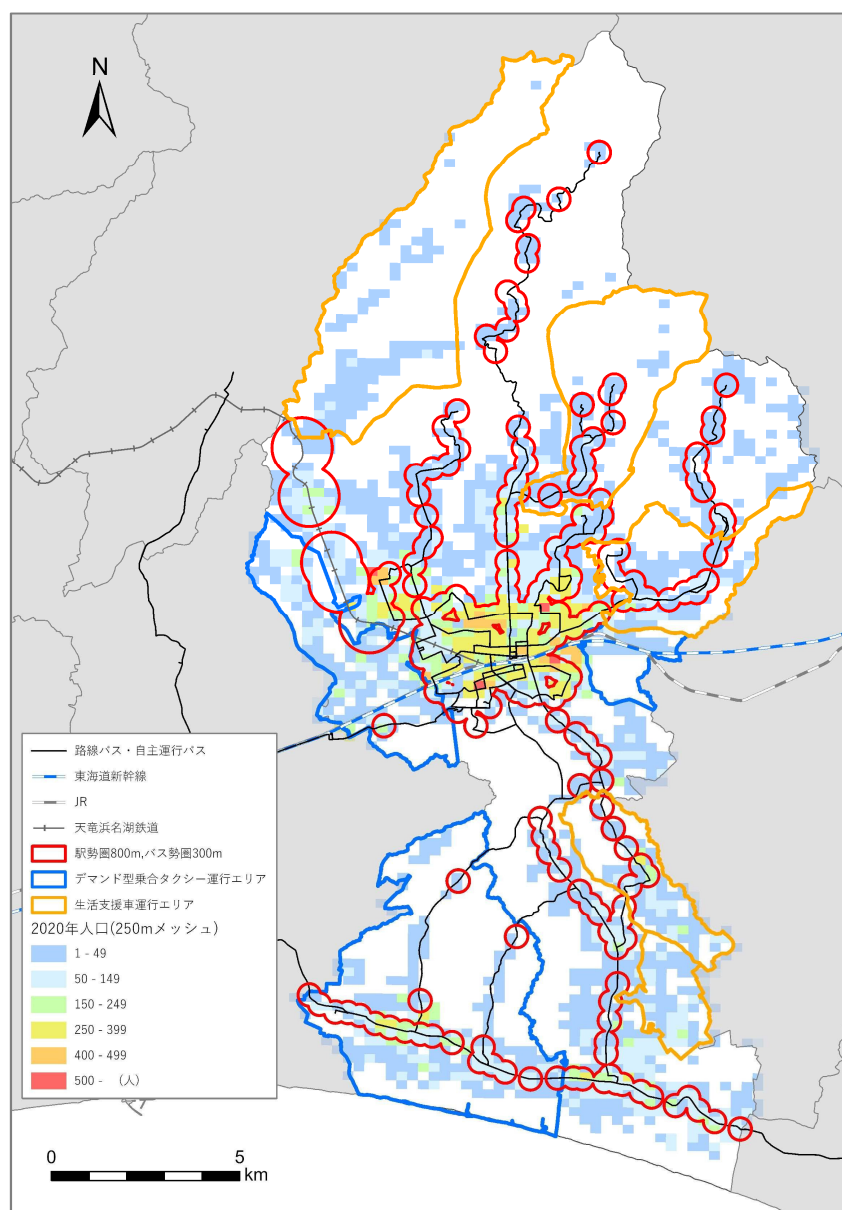 N
路線バス・自主運行バス
東海道新幹線
JR
天竜浜名湖鉄道
駅勢圏800m,バス勢圏300m
デマンド型乗合タクシー運行エリア
生活支援車運行エリア
2020年人口(250mメッシュ)
1 - 49
50 - 149
150 - 249
250 - 399
400 - 499
500 - (人)
0 5
km